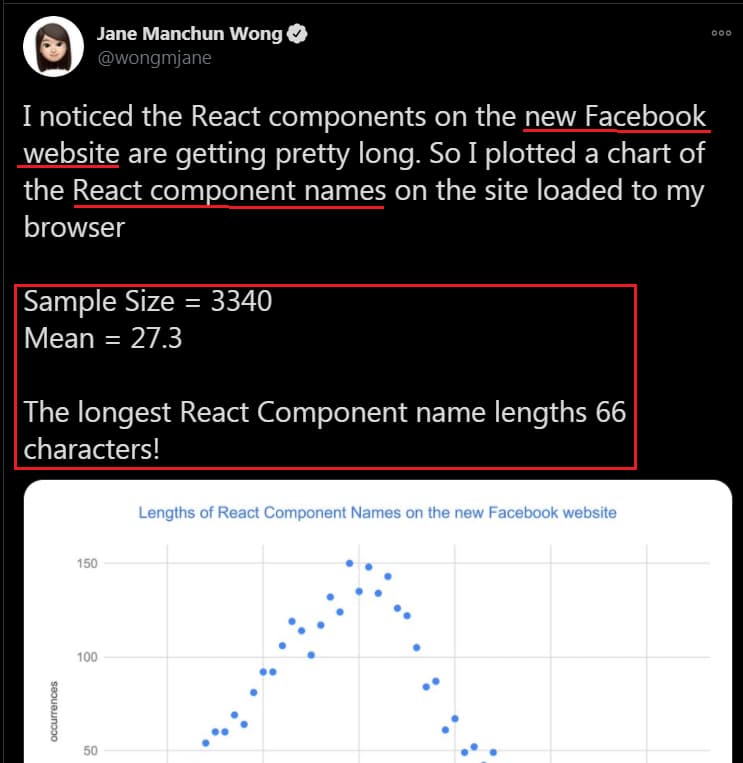 Jane Manchun Wong
@wongmjane
I noticed the React components on the new Facebook
website are getting pretty long. So I plotted a chart of
the React component names on the site loaded to my
browser
Sample Size = 3340
Mean = 27.3
The longest React Component name lengths 66
characters!
Lengths of React Component Names on the new Facebook website
150
100
occurrences
50